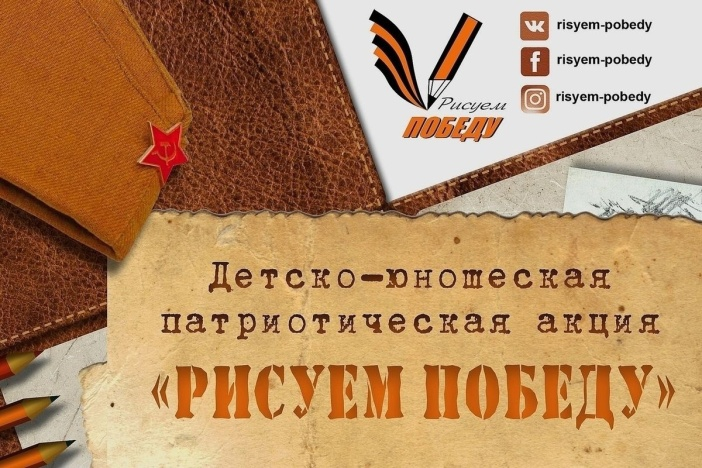 risyem-pobedy
risyem-pobedy
risyem-pobedy
Рисуем
ПОБЕДУ
Детско-юношеская
патриотическая акция
«РИСУЕМ ПОБЕДУ»